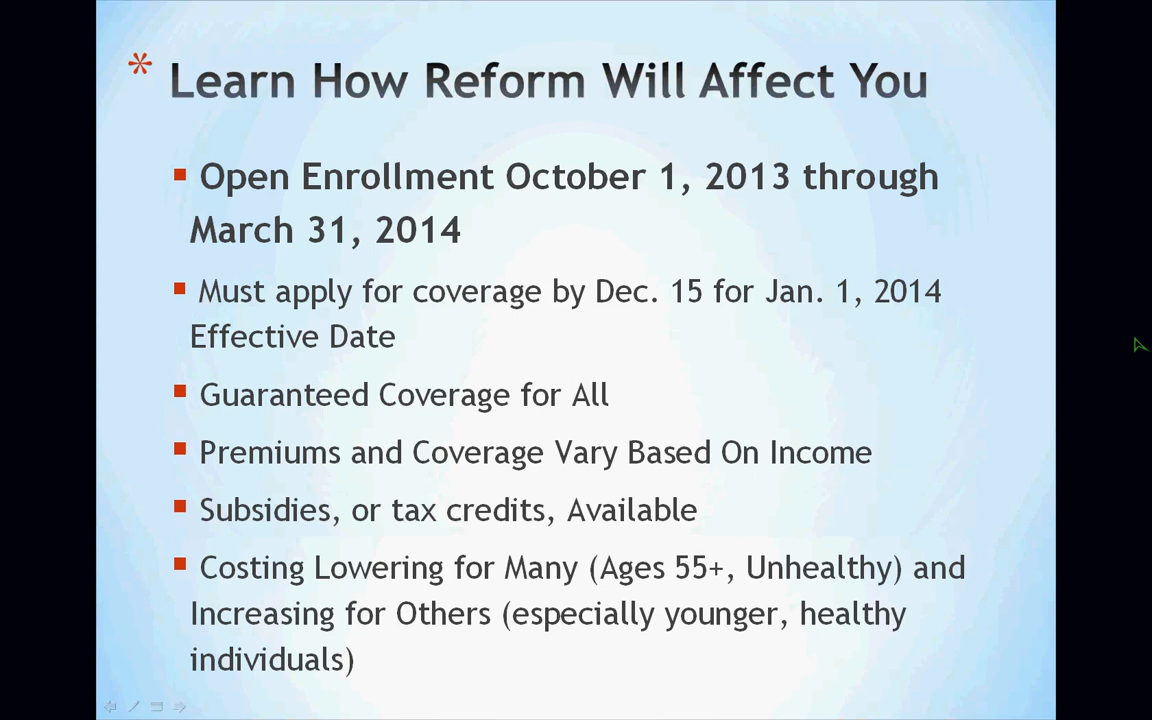 * Learn How Reform Will Affect You
▪ Open Enrollment October 1, 2013 through
March 31, 2014
▪ Must apply for coverage by Dec. 15 for Jan. 1, 2014
Effective Date
▪ Guaranteed Coverage for All
▪ Premiums and Coverage Vary Based On Income
▪ Subsidies, or tax credits, Available
▪ Costing Lowering for Many (Ages 55+, Unhealthy) and
Increasing for Others (especially younger, healthy
individuals)